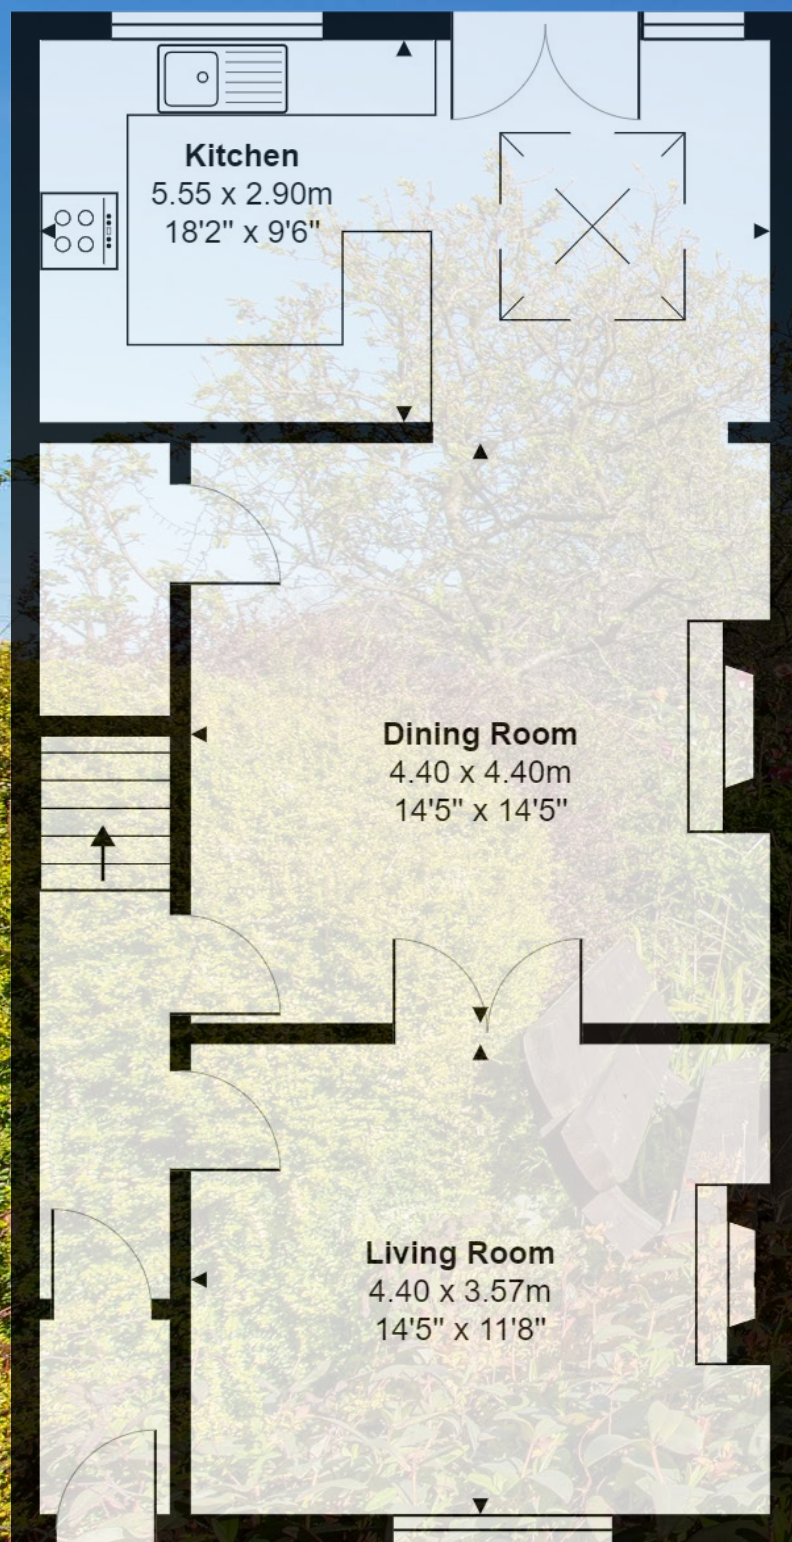 Kitchen
5.55 x 2.90m
18'2" x 9'6"
Dining Room
4.40 x 4.40m
14'5" x 14'5"
Living Room
4.40 x 3.57m
14'5" x 11'8"